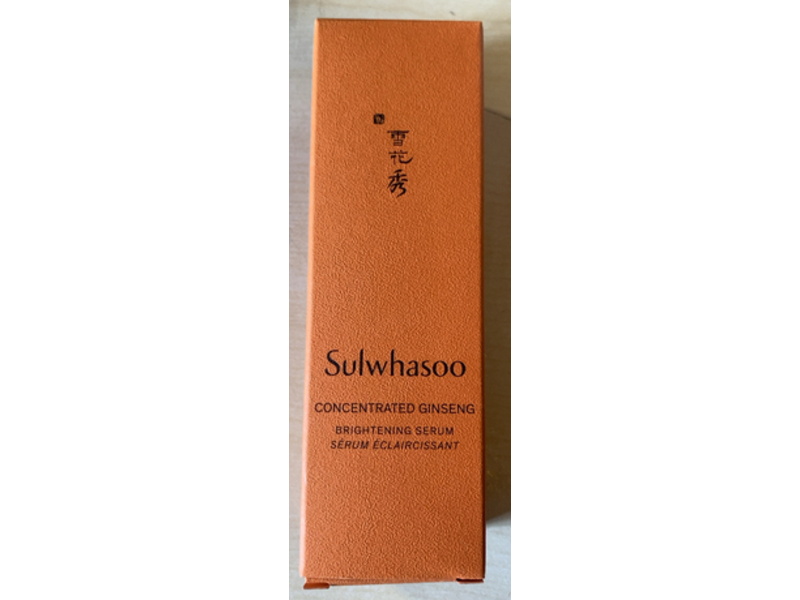 雪
花
秀
Sulwhasoo
CONCENTRATED GINSENG
BRIGHTENING SERUM
SÉRUM ÉCLAIRCISSANT